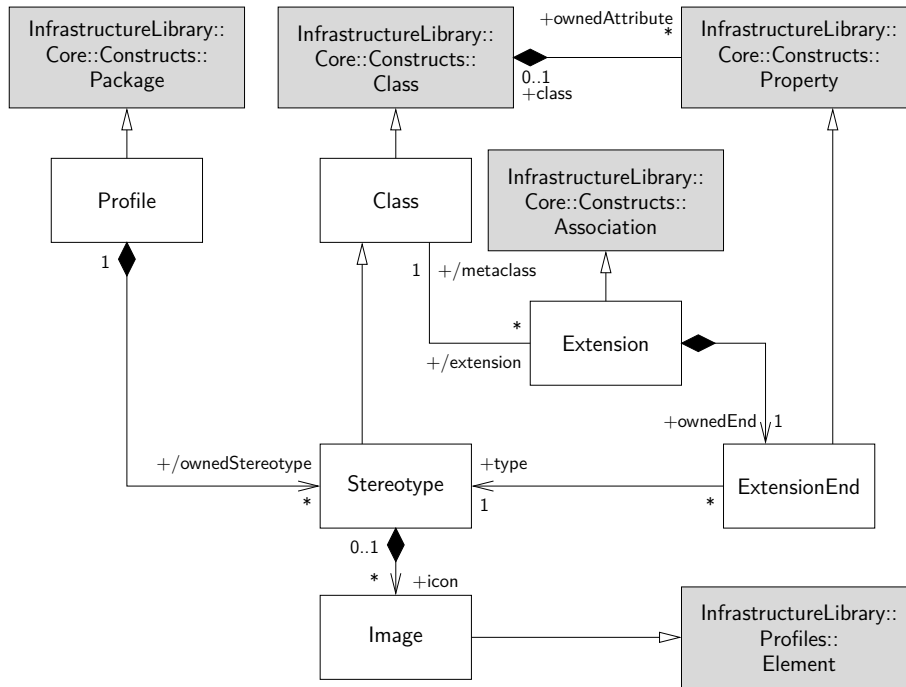 InfrastructureLibrary::
Core::Constructs::
Package
InfrastructureLibrary::
Core::Constructs::
Class
+ownedAttribute
*
0..1
+class
InfrastructureLibrary::
Core::Constructs::
Property
Profile
Class
InfrastructureLibrary::
Core::Constructs::
Association
1
1
+/metaclass
*
+/extension
Extension
+ownedEnd
1
+/ownedStereotype
*
Stereotype
+type
1
*
ExtensionEnd
0..1
*
+icon
Image
InfrastructureLibrary::
Profiles::
Element